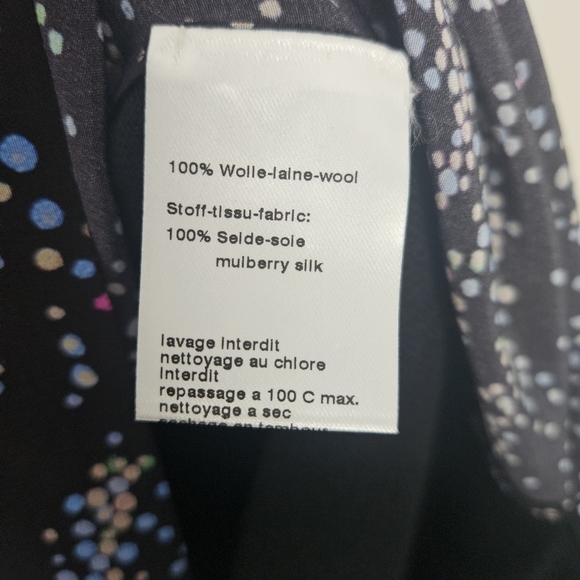 100% Wolle-laine-wool
Stoff-tissu-fabric:
100% Seide-soie
mulberry silk
lavage interdit
nettoyage au chlore
interdit
repassage a 100 C max.
nettoyage a sec